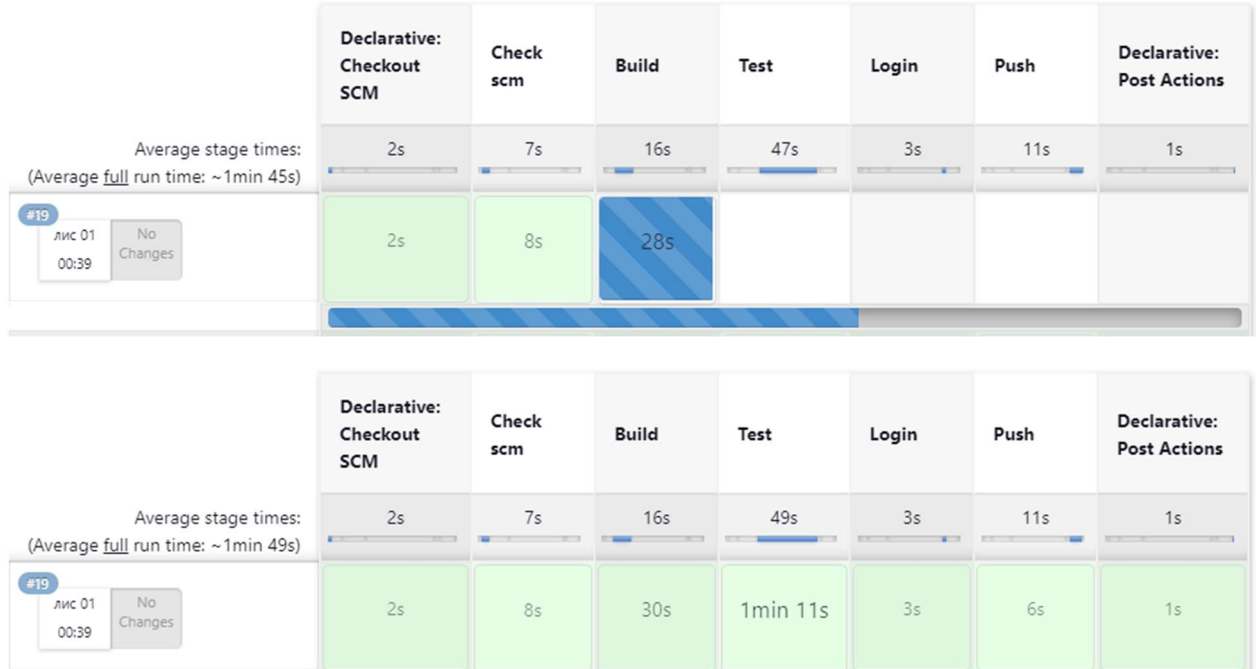 Declarative: Checkout SCM
Check scm
Build
Test
Login
Push
Declarative: Post Actions
Average stage times:
(Average full run time: ~1min 45s)
2s
7s
16s
47s
3s
11s
1s
#19
лис 01
00:39
No Changes
2s
8s
28s
Declarative: Checkout SCM
Check scm
Build
Test
Login
Push
Declarative: Post Actions
Average stage times:
(Average full run time: ~1min 49s)
2s
7s
16s
49s
3s
11s
1s
#19
лис 01
00:39
No Changes
2s
8s
30s
1min 11s
3s
6s
1s